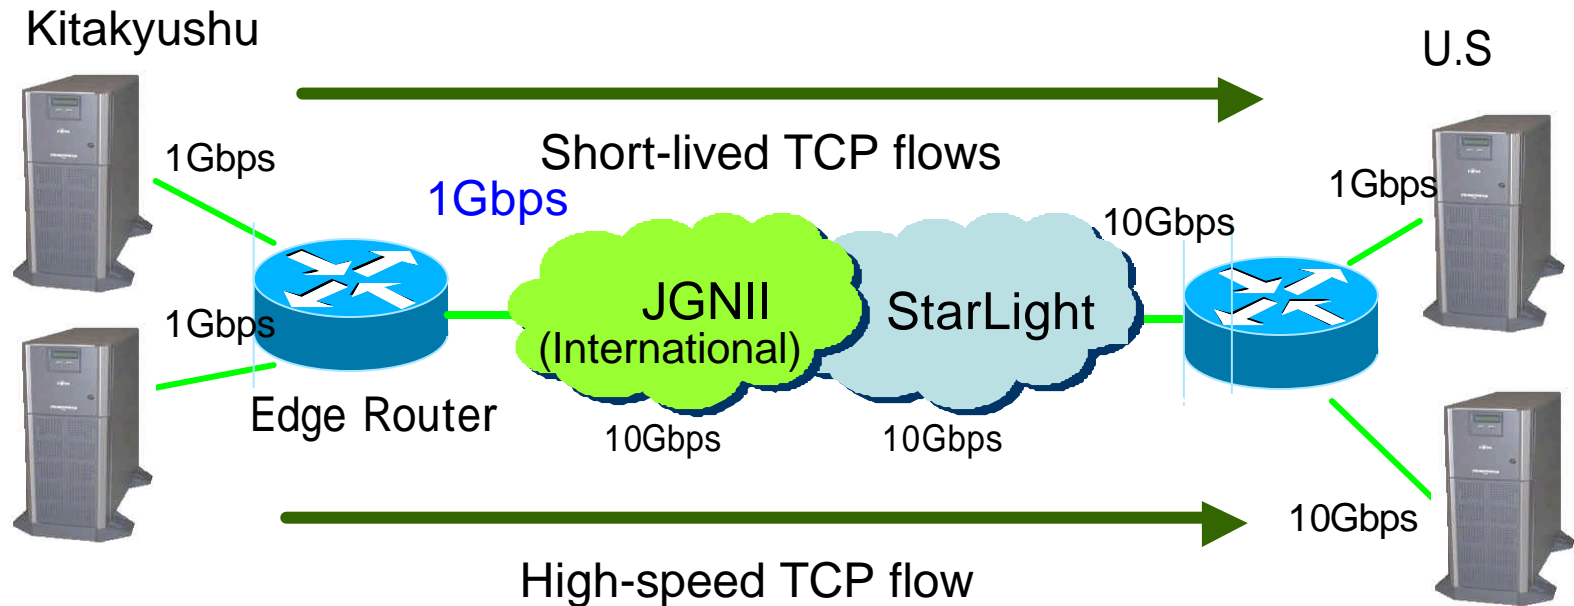 Kitakyushu
U.S
1Gbps
Short-lived TCP flows
1Gbps
1Gbps
10Gbps
1Gbps
JGNII
(International)
StarLight
Edge Router
10Gbps
10Gbps
10Gbps
High-speed TCP flow